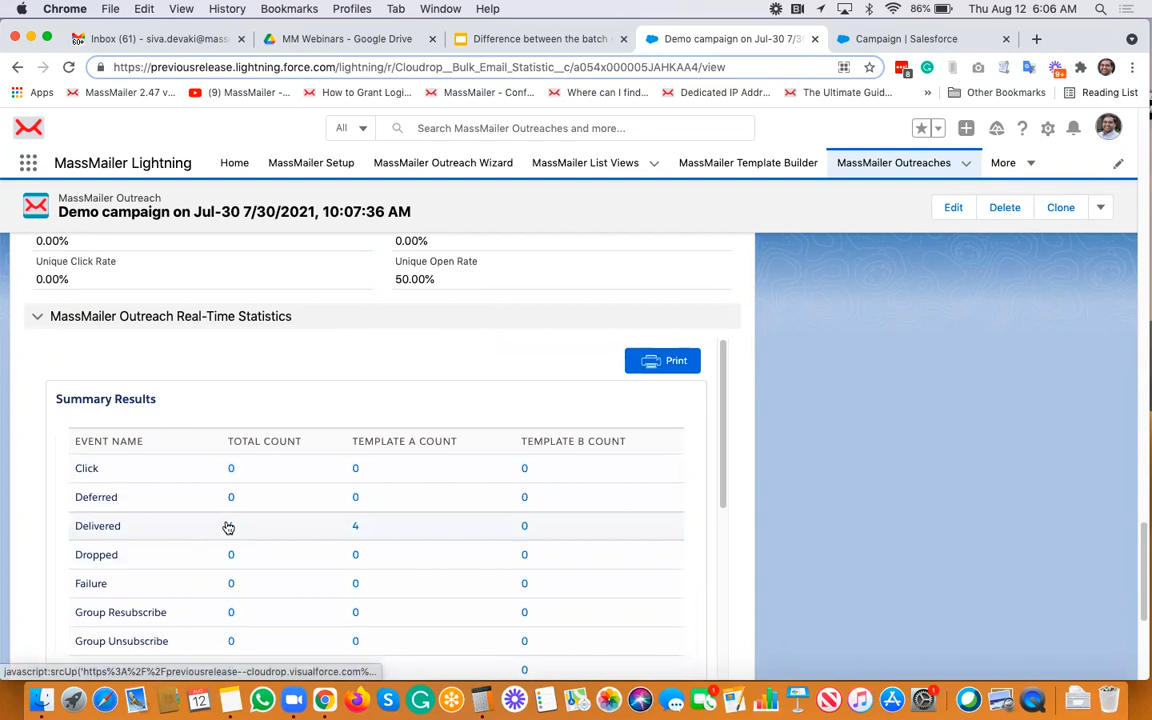 Chrome File Edit View History Bookmarks Profiles Tab Window Help 86% Thu Aug 12 6:06 AM
Inbox (61) - siva.devaki@mass MM Webinars - Google Drive Difference between the batch Demo campaign on Jul-30 7/3 Campaign | Salesforce
https://previousrelease.lightning.force.com/lightning/r/Cloudrop__Bulk_Email_Statistic__c/a054x000005JAHKAA4/view
Apps MassMailer 2.47 v... (9) MassMailer -... How to Grant Logi... MassMailer - Conf... Where can I find... Dedicated IP Addr... The Ultimate Guid... » Other Bookmarks Reading List
All Search MassMailer Outreaches and more...
MassMailer Lightning Home MassMailer Setup MassMailer Outreach Wizard MassMailer List Views MassMailer Template Builder MassMailer Outreaches More
MassMailer Outreach
Demo campaign on Jul-30 7/30/2021, 10:07:36 AM Edit Delete Clone
0.00% 0.00%
Unique Click Rate Unique Open Rate
0.00% 50.00%
MassMailer Outreach Real-Time Statistics
Print
Summary Results
EVENT NAME TOTAL COUNT TEMPLATE A COUNT TEMPLATE B COUNT
Click 0 0 0
Deferred 0 0 0
Delivered 4 0
Dropped 0 0 0
Failure 0 0 0
Group Resubscribe 0 0 0
Group Unsubscribe 0 0 0
0
javascript:srcUp('https%3A%2F%2Fpreviousrelease--cloudrop.visualforce.com%...